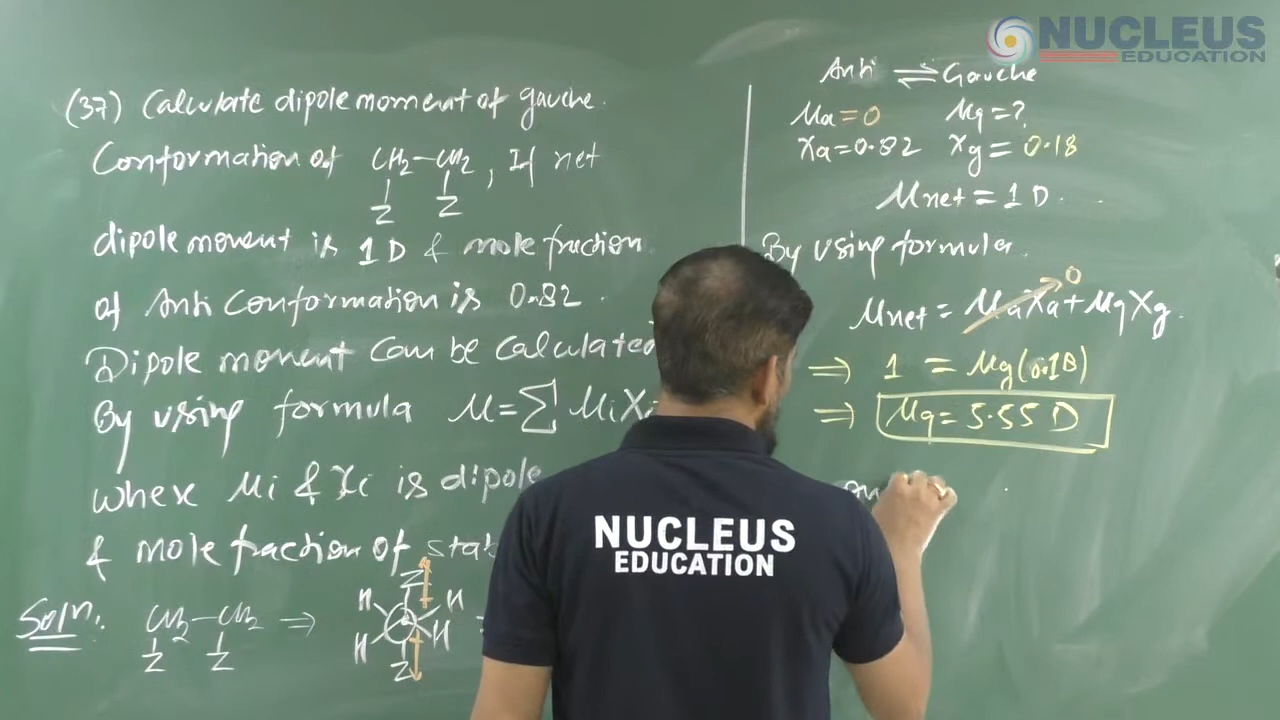 (37) Calculate dipole moment of gauche
Conformation of CH2-CH2, If net
Z Z
dipole moment is 1 D & mole fraction
of Anti Conformation is 0.82.
Dipole moment can be calculated
By using formula μ=∑ μiX
where μi & xi is dipole
& mole fraction of
Soln. CH2-CH2 ⇒
Z Z
Z
H H
H H
Z
NUCLEUS
EDUCATION
Anti ⇌ Gauche
μa=0 μg=?
Xa=0.82 Xg=0.18
μnet=1D.
By using formula
0
μnet = μaXa+μgXg.
⇒ 1 = μg(0.18)
⇒ μg=5.55 D
NUCLEUS
EDUCATION